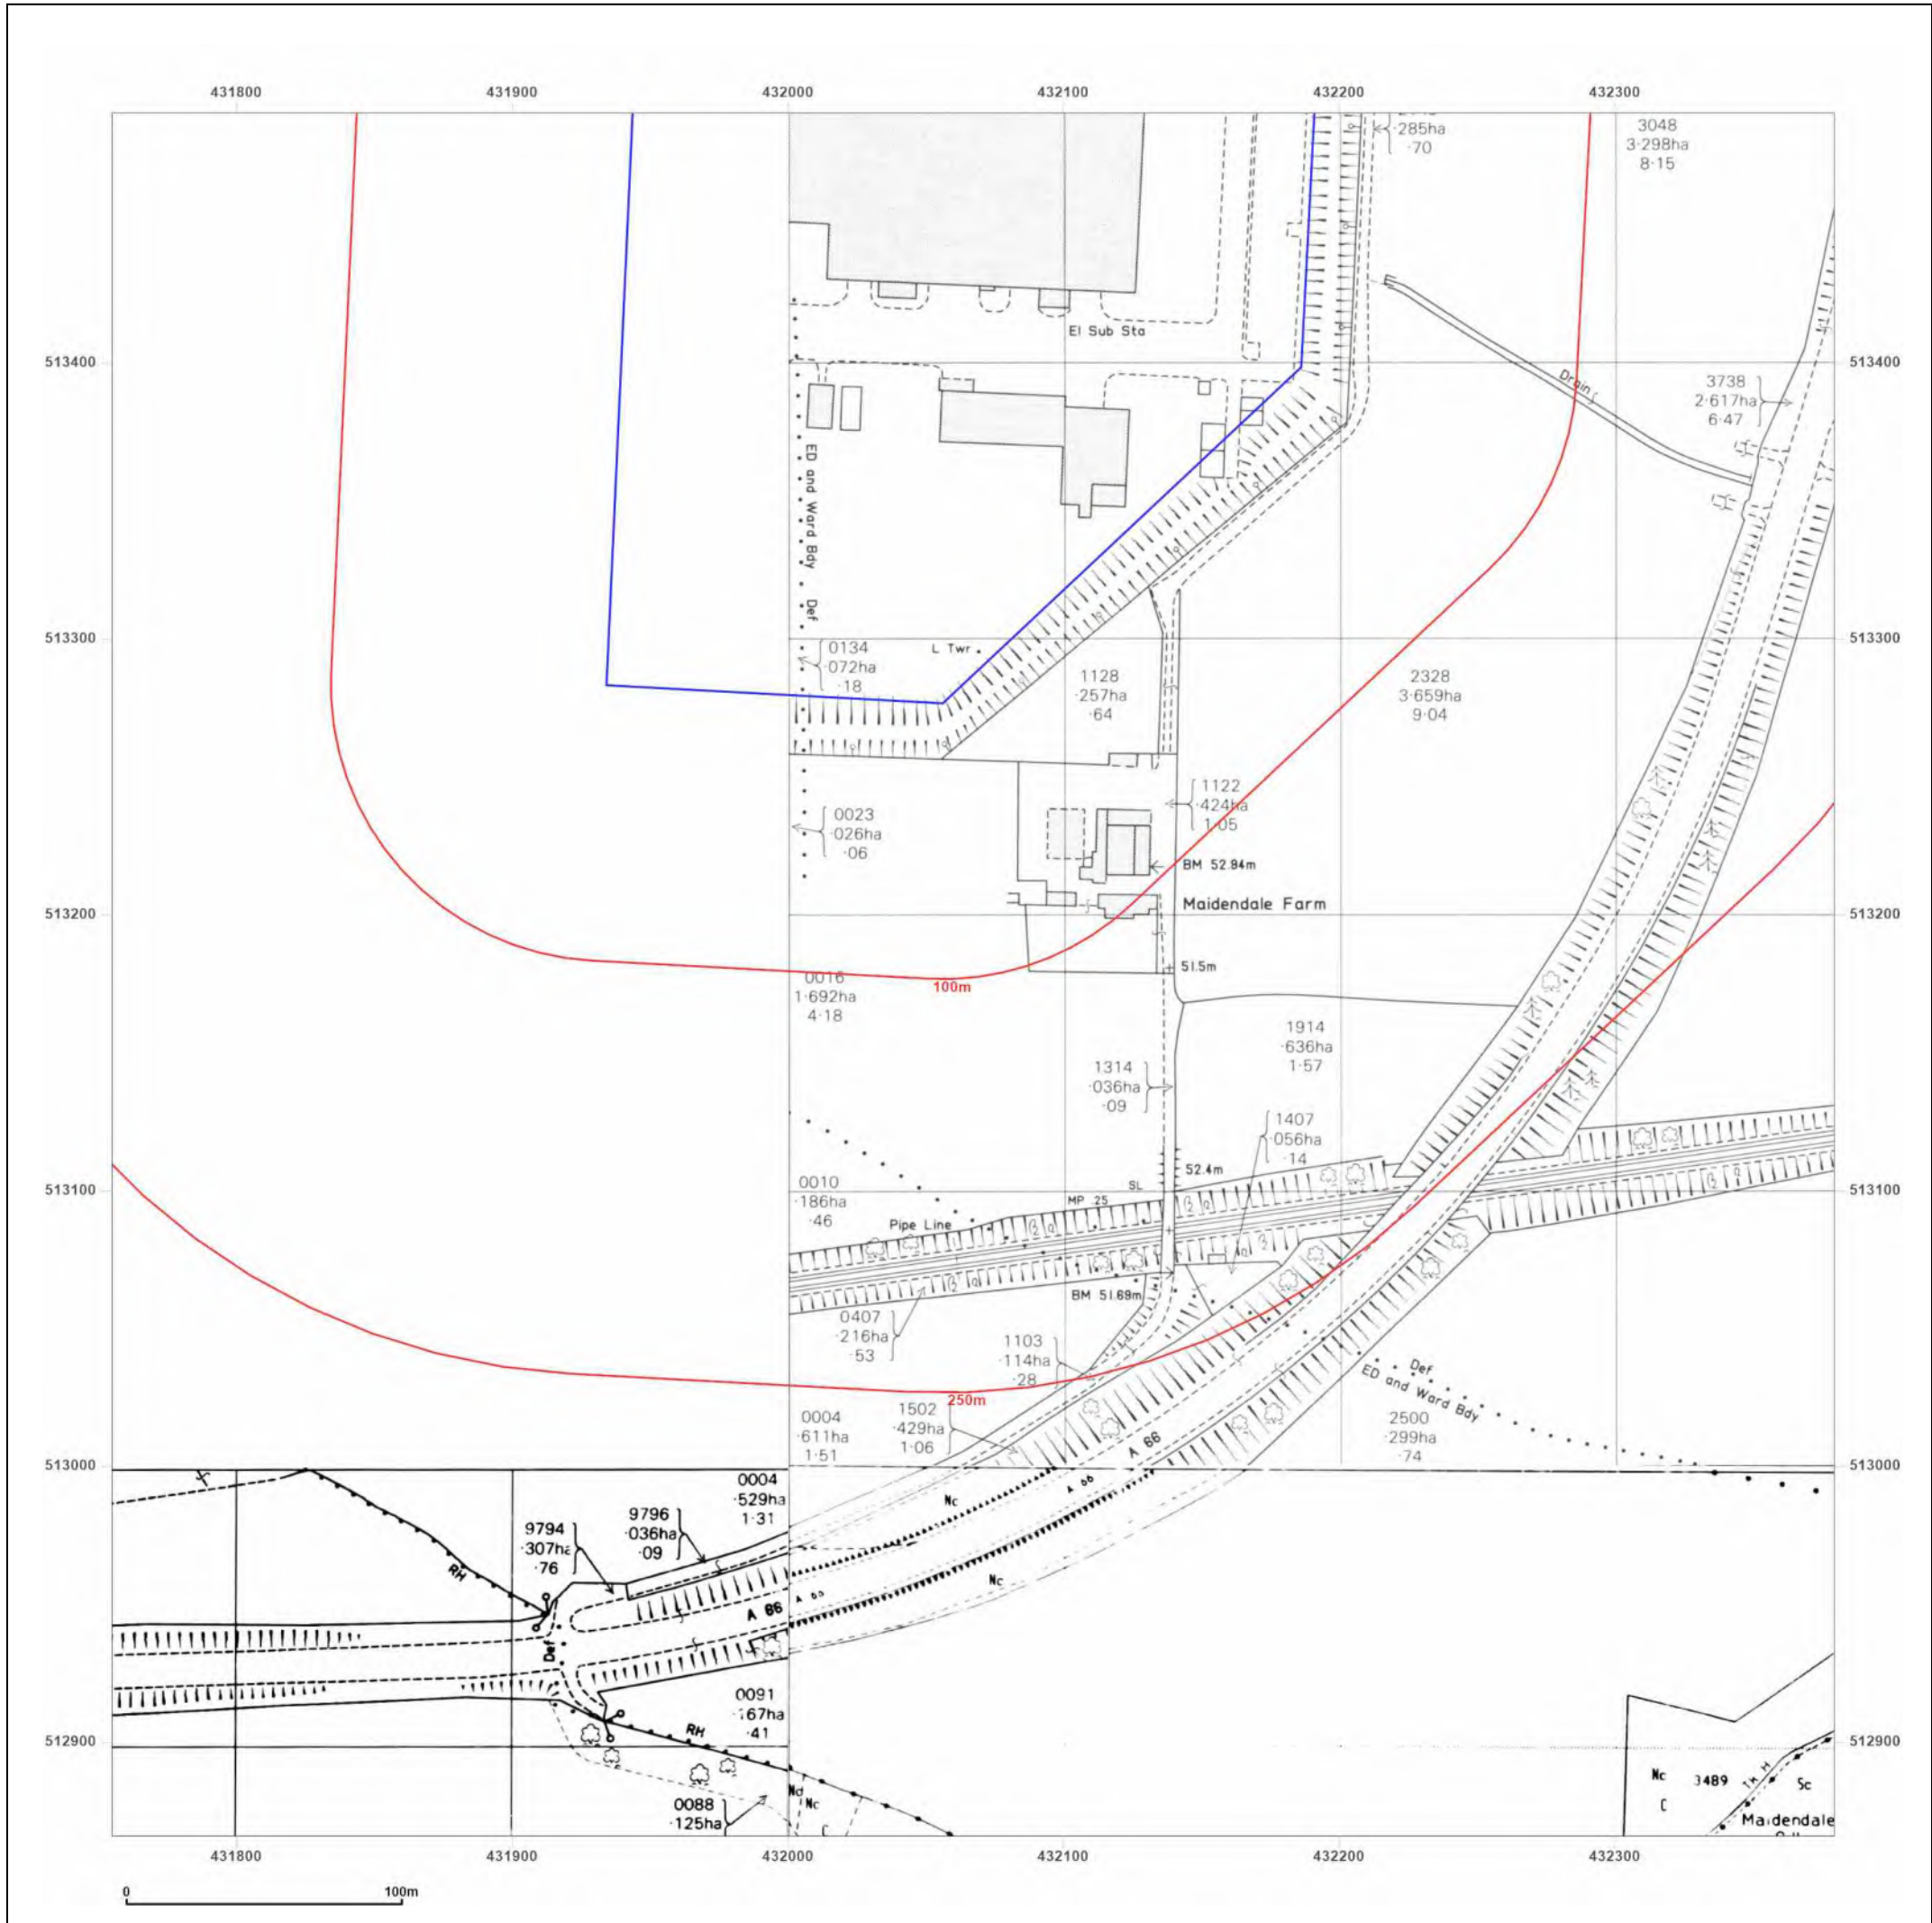 431800 431900 432000 432100 432200 432300
·285ha
·70
3048
3·298ha
8·15
El Sub Sta
513400 513400
Drain
3738
2·617ha
6·47
ED and Ward Bdy Def
513300 513300
0134
·072ha
·18
L Twr
1128
·257ha
·64
2328
3·659ha
9·04
0023
·026ha
·06
1122
·424ha
1·05
BM 52.84m
Maidendale Farm
513200 513200
51.5m
0016
1·692ha
4·18
100m
1914
·636ha
1·57
1314
·036ha
·09
1407
·056ha
·14
52.4m
SL
MP .25
513100 513100
0010
·186ha
·46
Pipe Line
BM 51.69m
0407
·216ha
·53
1103
·114ha
·28
Def
ED and Ward Bdy
250m
0004
·611ha
1·51
1502
·429ha
1·06
2500
·299ha
·74
A 66
513000 513000
A 66
0004
·529ha
1·31
Nc
9796
·036ha
·09
9794
·307ha
·76
RH
Nc
A 66
Def
0091
·167ha
·41
RH
512900 512900
Nd
Nc
0088
·125ha
C
Nc
3489
Tk H
Sc
C
Maidendale
431800 431900 432000 432100 432200 432300
0 100m